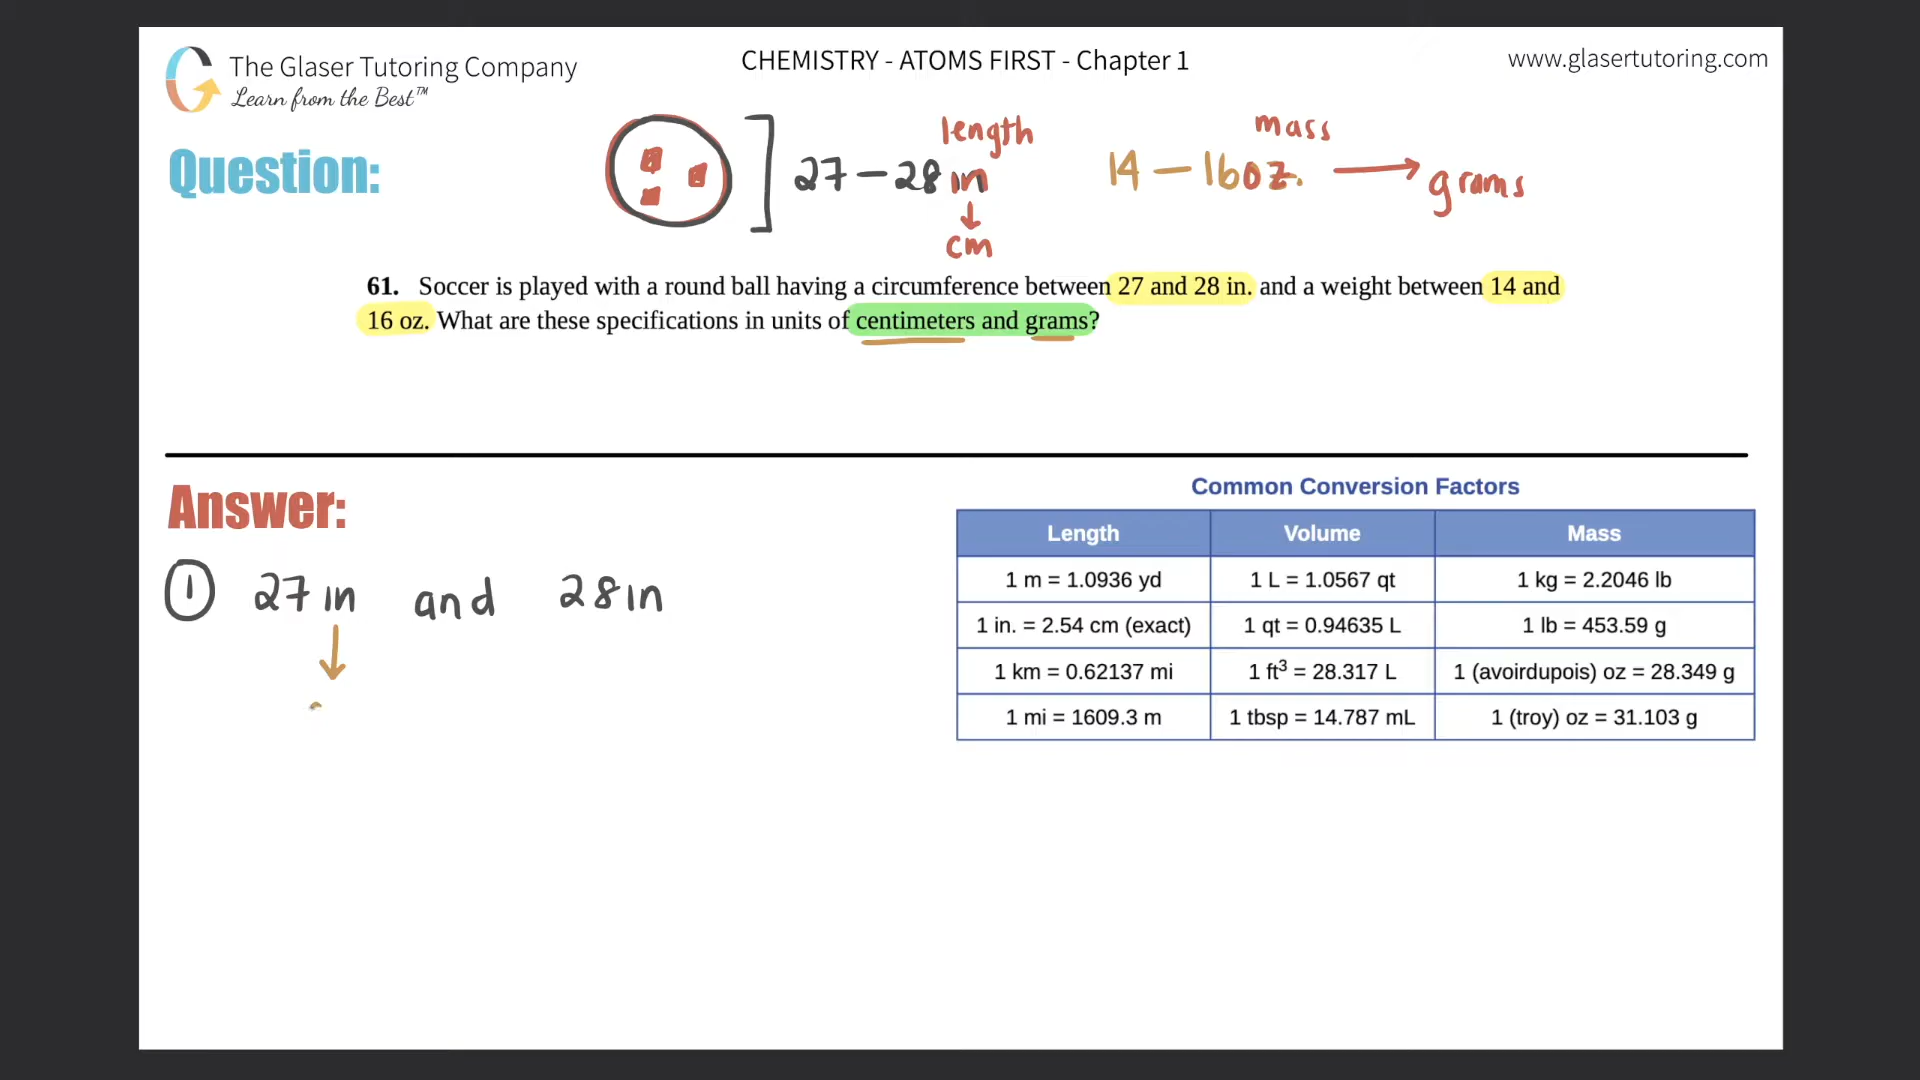 The Glaser Tutoring Company
Learn from the Best™
CHEMISTRY - ATOMS FIRST - Chapter 1
www.glasertutoring.com
Question:
length
mass
27 – 28 in
14 – 16 oz.
grams
cm
61. Soccer is played with a round ball having a circumference between 27 and 28 in. and a weight between 14 and
16 oz. What are these specifications in units of centimeters and grams?
Answer:
1 27 in and 28 in
Common Conversion Factors
Length Volume Mass
1 m = 1.0936 yd 1 L = 1.0567 qt 1 kg = 2.2046 lb
1 in. = 2.54 cm (exact) 1 qt = 0.94635 L 1 lb = 453.59 g
1 km = 0.62137 mi 1 ft³ = 28.317 L 1 (avoirdupois) oz = 28.349 g
1 mi = 1609.3 m 1 tbsp = 14.787 mL 1 (troy) oz = 31.103 g